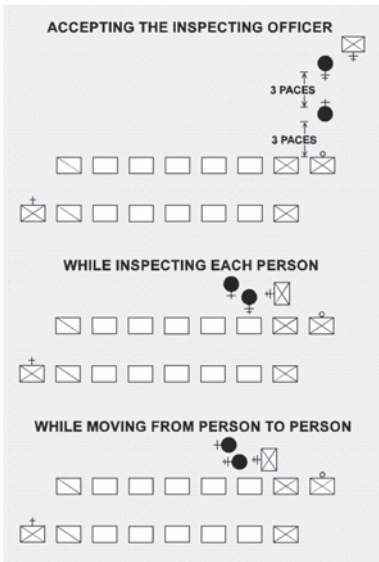 ACCEPTING THE INSPECTING OFFICER
3 PACES
3 PACES
WHILE INSPECTING EACH PERSON
WHILE MOVING FROM PERSON TO PERSON